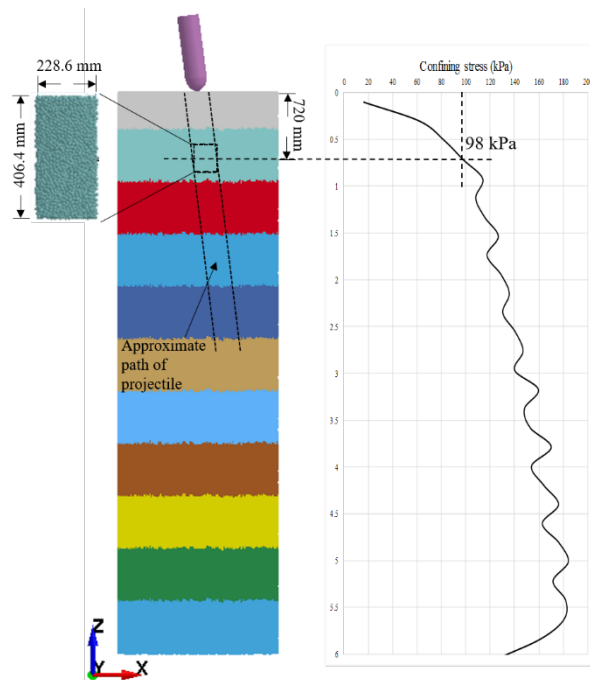 228.6 mm
406.4 mm
720 mm
Approximate
path of
projectile
Z
Y
X
Confining stress (kPa)
0 20 40 60 80 100 120 140 160 180 200
98 kPa
0
0.5
1
1.5
2
2.5
3
3.5
4
4.5
5
5.5
6